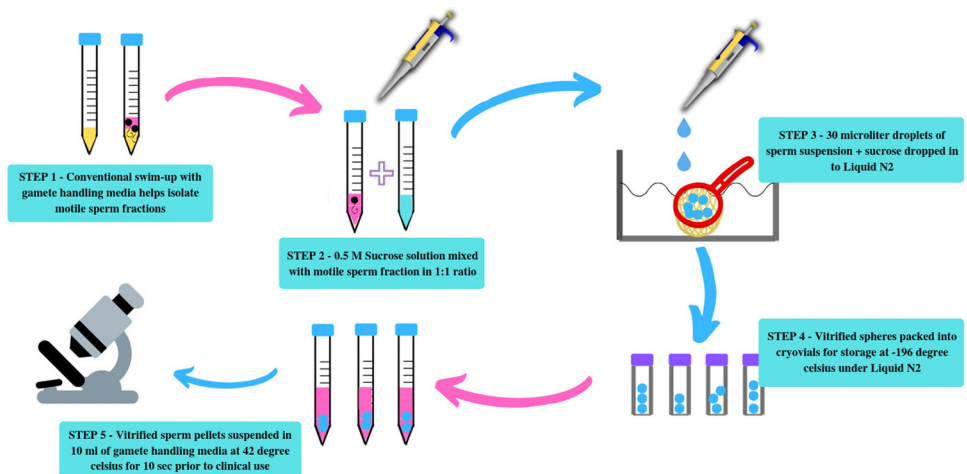 STEP 1 - Conventional swim-up with
gamete handling media helps isolate
motile sperm fractions
STEP 2 - 0.5 M Sucrose solution mixed
with motile sperm fraction in 1:1 ratio
STEP 3 - 30 microliter droplets of
sperm suspension + sucrose dropped in
to Liquid N2
STEP 4 - Vitrified spheres packed into
cryovials for storage at -196 degree
celsius under Liquid N2
STEP 5 - Vitrified sperm pellets suspended in
10 ml of gamete handling media at 42 degree
celsius for 10 sec prior to clinical use